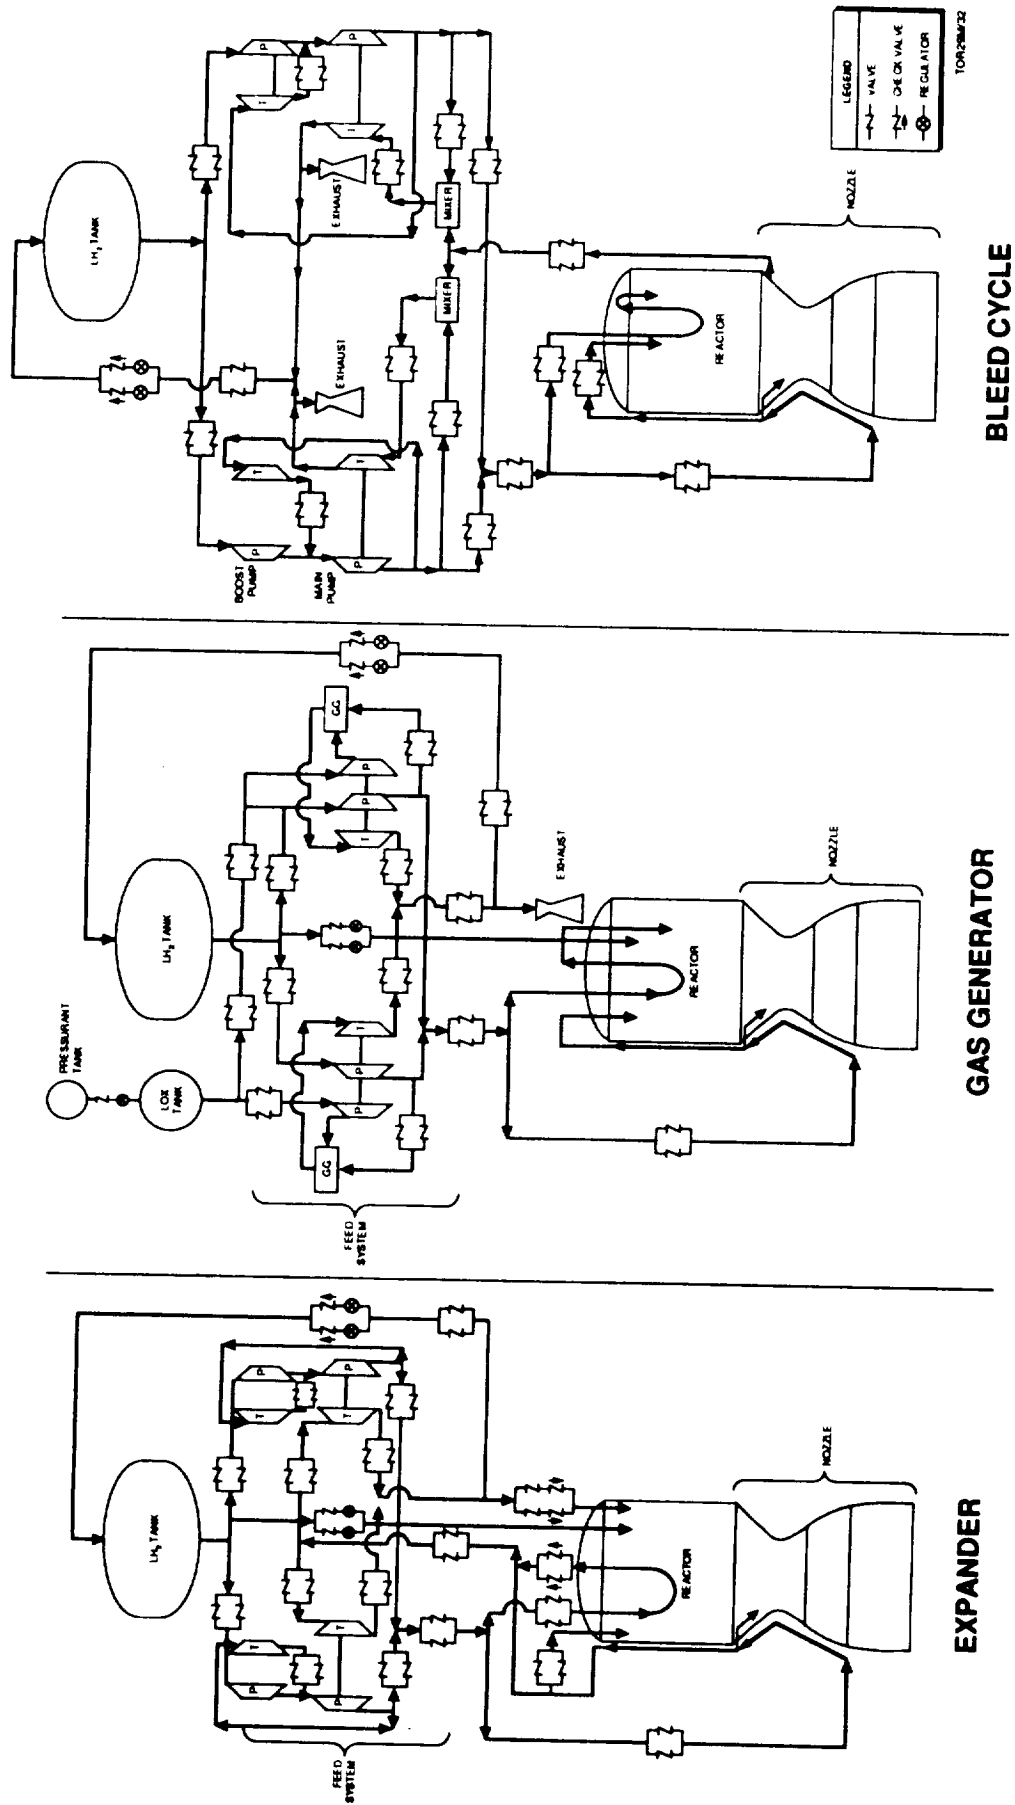 LH₂ TANK
T
P
T
P
P
T
T
P
FEED
SYSTEM
REACTOR
NOZZLE
EXPANDER
PRESSURANT
TANK
LOX
TANK
LH₂ TANK
GG
P
P
T
T
P
P
GG
FEED
SYSTEM
EXHAUST
REACTOR
NOZZLE
GAS GENERATOR
LH₂ TANK
BOOST
PUMP
P
T
T
P
MAIN
PUMP
P
T
T
P
EXHAUST
EXHAUST
MIXER
MIXER
REACTOR
NOZZLE
BLEED CYCLE
LEGEND
VALVE
CHECK VALVE
REGULATOR